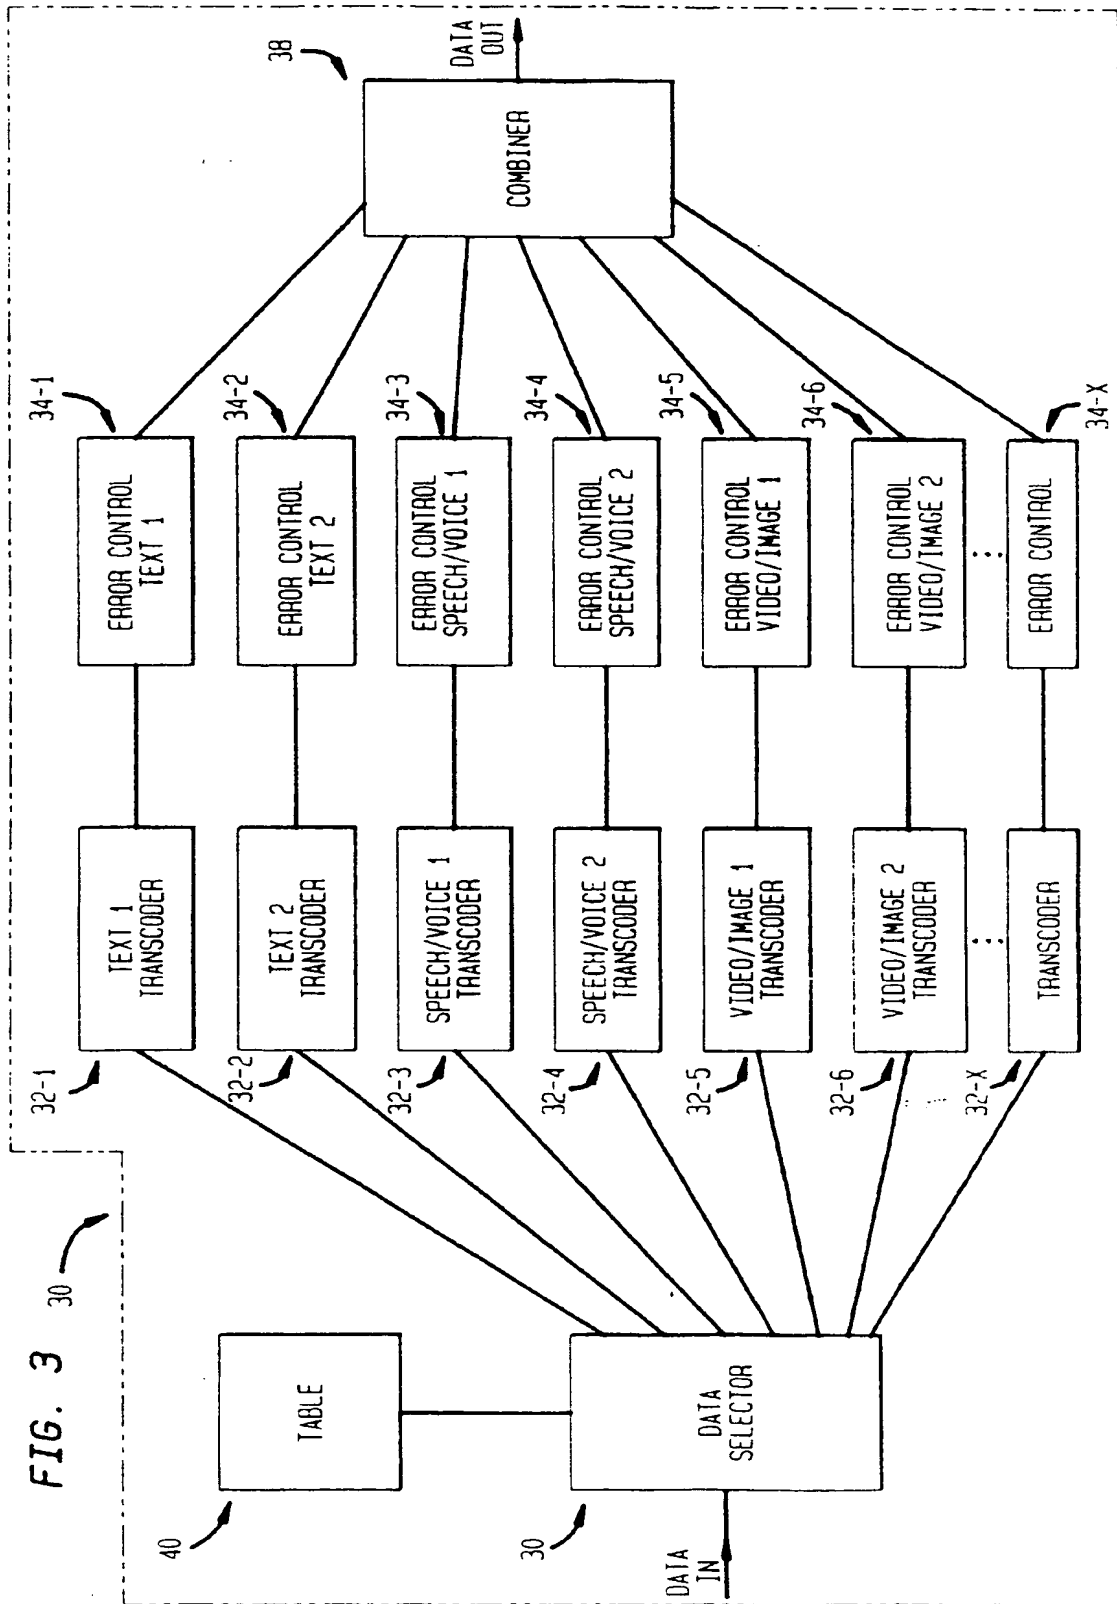 FIG. 3
30
40
TABLE
30
DATA
IN
DATA
SELECTOR
32-1
TEXT 1
TRANSCODER
32-2
TEXT 2
TRANSCODER
32-3
SPEECH/VOICE 1
TRANSCODER
32-4
SPEECH/VOICE 2
TRANSCODER
32-5
VIDEO/IMAGE 1
TRANSCODER
32-6
VIDEO/IMAGE 2
TRANSCODER
32-X
TRANSCODER
34-1
ERROR CONTROL
TEXT 1
34-2
ERROR CONTROL
TEXT 2
34-3
ERROR CONTROL
SPEECH/VOICE 1
34-4
ERROR CONTROL
SPEECH/VOICE 2
34-5
ERROR CONTROL
VIDEO/IMAGE 1
34-6
ERROR CONTROL
VIDEO/IMAGE 2
34-X
ERROR CONTROL
38
COMBINER
DATA
OUT